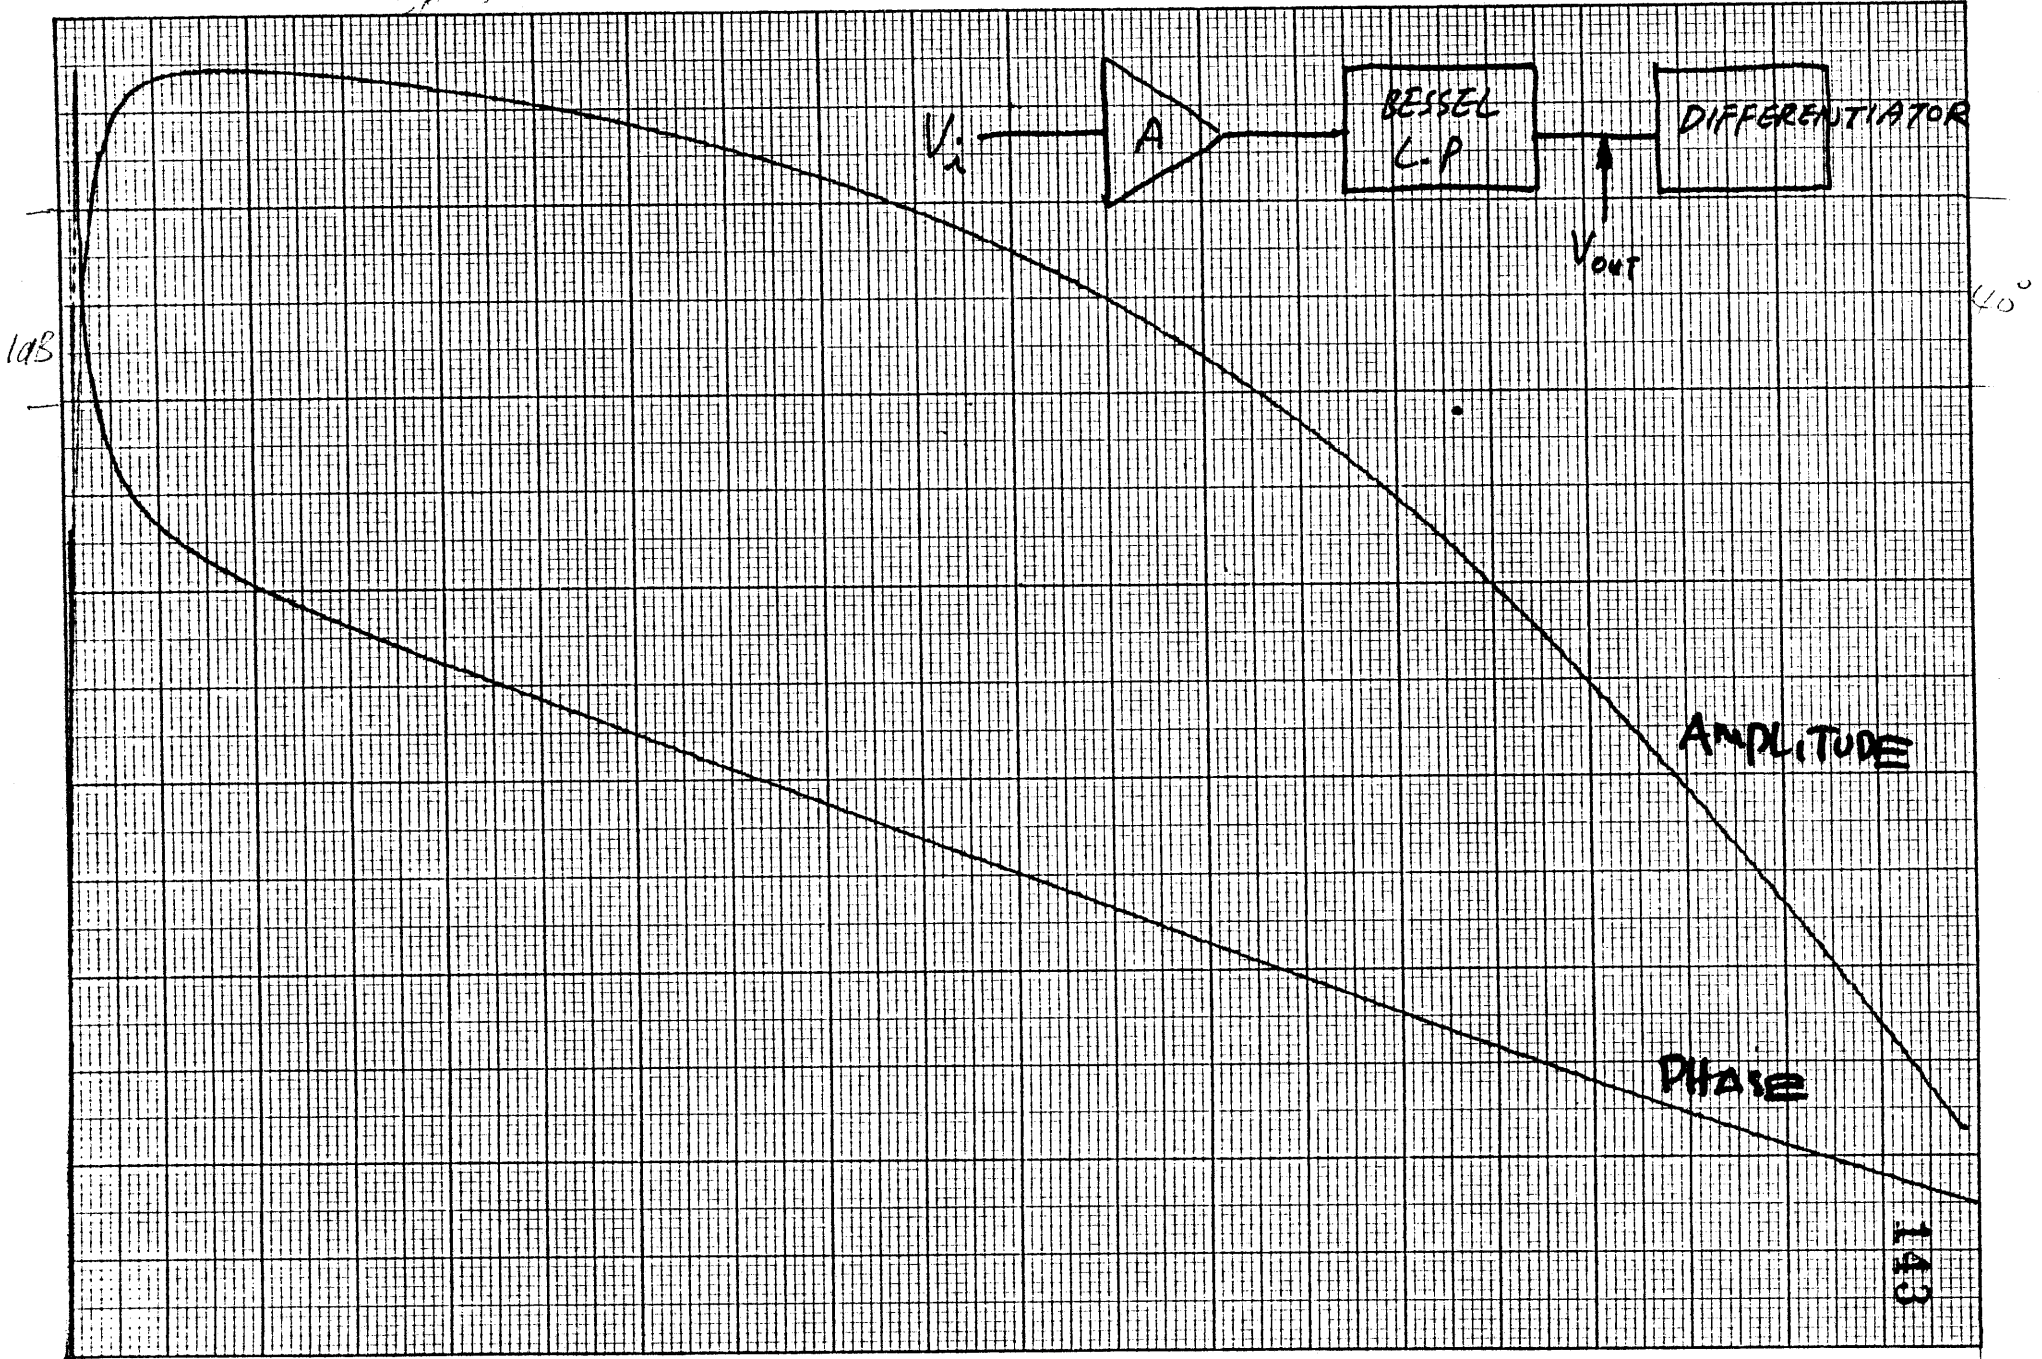 BESSEL
L.P
DIFFERENTIATOR
Vi
A
VOUT
40°
1dB
AMPLITUDE
PHASE
143